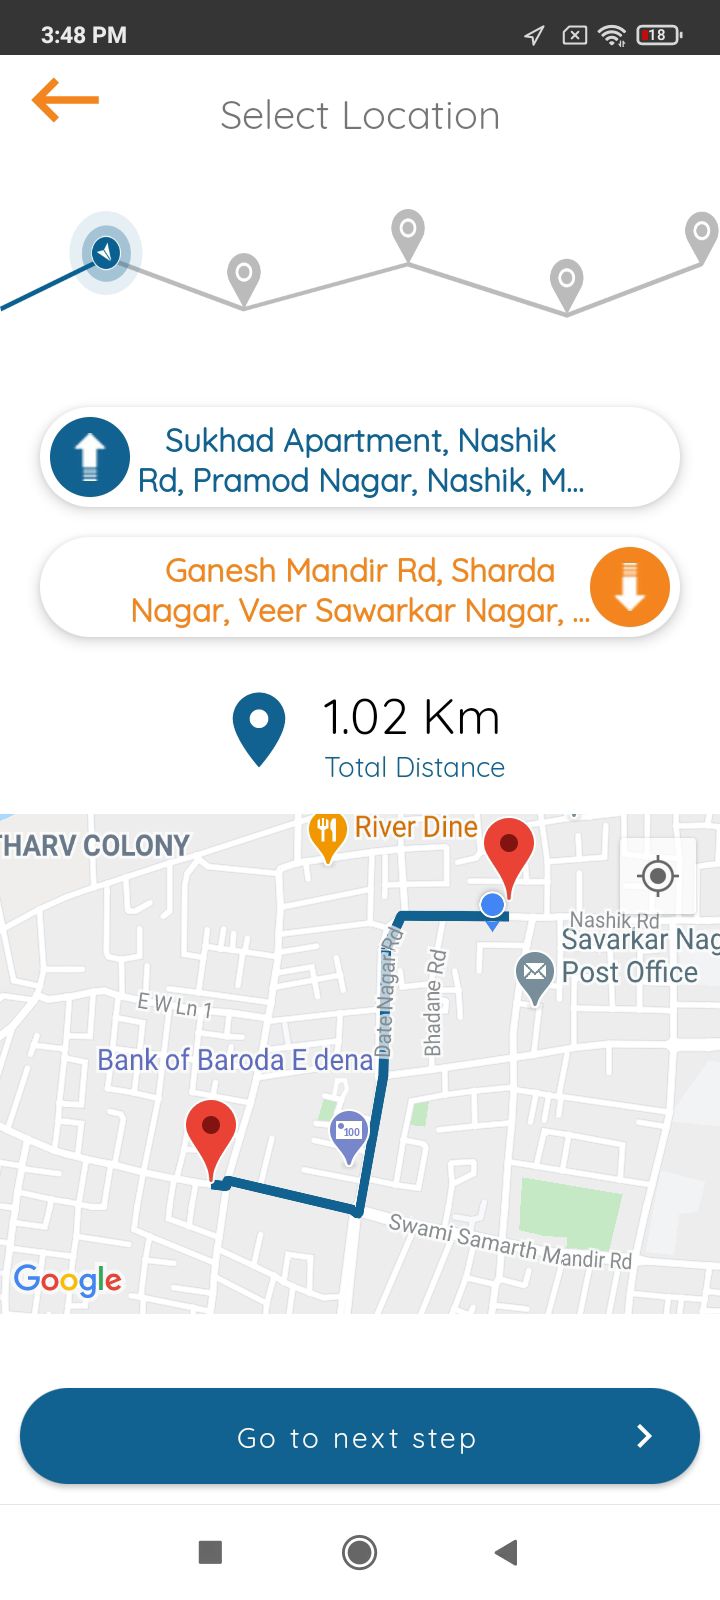 3:48 PM
18
Select Location
Sukhad Apartment, Nashik
Rd, Pramod Nagar, Nashik, M...
Ganesh Mandir Rd, Sharda
Nagar, Veer Sawarkar Nagar, ...
1.02 Km
Total Distance
THARV COLONY
River Dine
Nashik Rd
Savarkar Nag
Post Office
Date Nagar Rd
Bhadane Rd
E W Ln 1
Bank of Baroda E dena
100
Swami Samarth Mandir Rd
Google
Go to next step